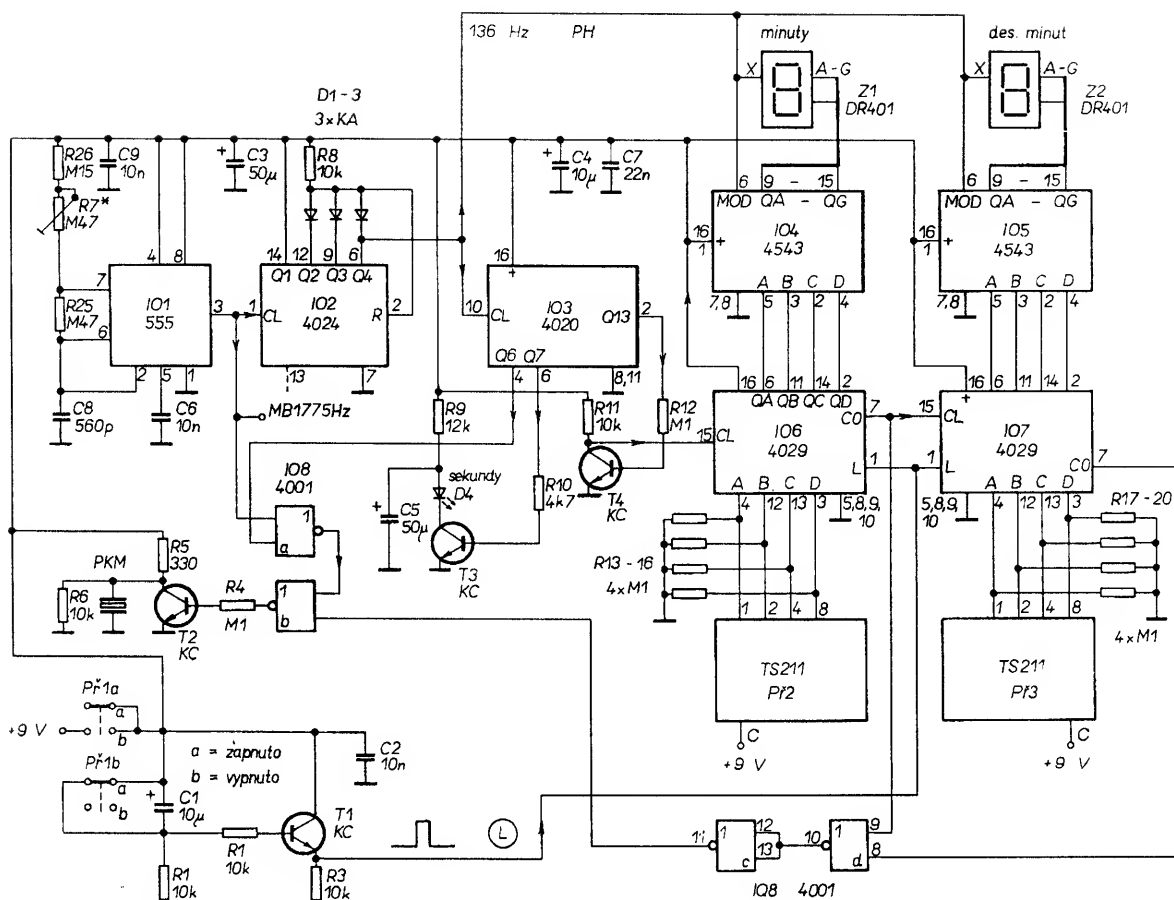 136 Hz PH
minuty
des. minut
X
A-G
Z1
DR401
X
A-G
Z2
DR401
D1-3
3×KA
R26
M15
C9
10n
+
C3
50µ
R8
10k
+
C4
10µ
C7
22n
R7*
M47
6
9
-
15
MOD
QA
-
QG
16
+
1
IO4
4543
A
B
C
D
7,8
5
3
2
4
6
9
-
15
MOD
QA
-
QG
16
+
1
IO5
4543
A
B
C
D
7,8
5
3
2
4
4
8
7
R25
M47
6
IO1
555
3
2
5
1
C8
560p
C6
10n
14
12
9
6
Q1
Q2
Q3
Q4
1
CL
IO2
4024
R
2
13
7
MB1775Hz
16
+
10
CL
IO3
4020
Q13
2
Q6
Q7
4
6
8,11
R9
12k
R11
10k
R12
M1
15
CL
T4
KC
sekundy
D4
+
C5
50µ
R10
4k7
T3
KC
IO8
4001
1
a
16
6
11
14
2
QA
QB
QC
QD
CO
7
IO6
4029
L
1
A
B
C
D
4
12
13
3
5,8,9,
10
16
6
11
14
2
+
15
CL
IO7
4029
CO
7
1
L
A
B
C
D
4
12
13
3
5,8,9,
10
R13-16
4×M1
R17-20
4×M1
1
2
4
8
TS211
Př2
C
+9 V
1
2
4
8
TS211
Př3
C
+9 V
R5
330
PKM
R6
10k
R4
M1
1
b
T2
KC
Př1a
a
+9 V
b
a = zapnuto
b = vypnuto
Př1b
a
b
+
C1
10µ
C2
10n
T1
KC
R1
10k
R1
10k
R3
10k
L
11
1
c
12
13
10
1
d
9
8
IO8 4001